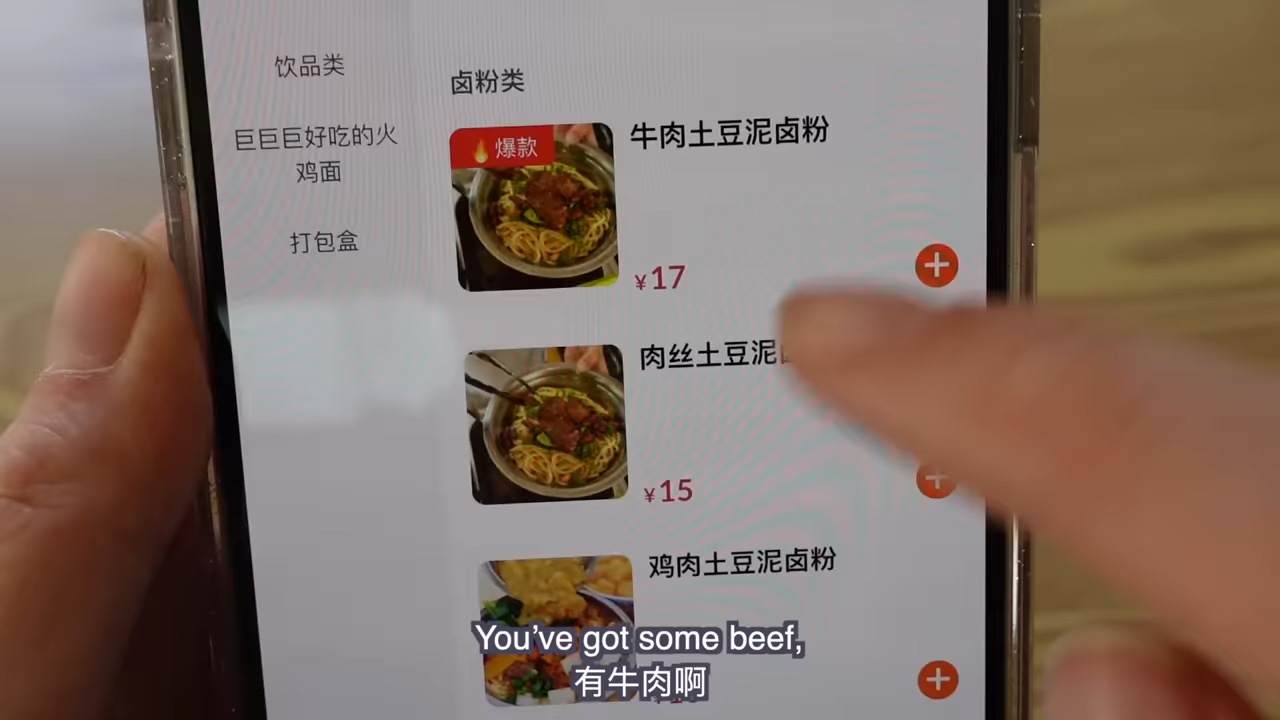 饮品类
巨巨巨好吃的火
鸡面
打包盒
卤粉类
爆款
牛肉土豆泥卤粉
¥17
肉丝土豆泥
¥15
鸡肉土豆泥卤粉
You've got some beef,
有牛肉啊